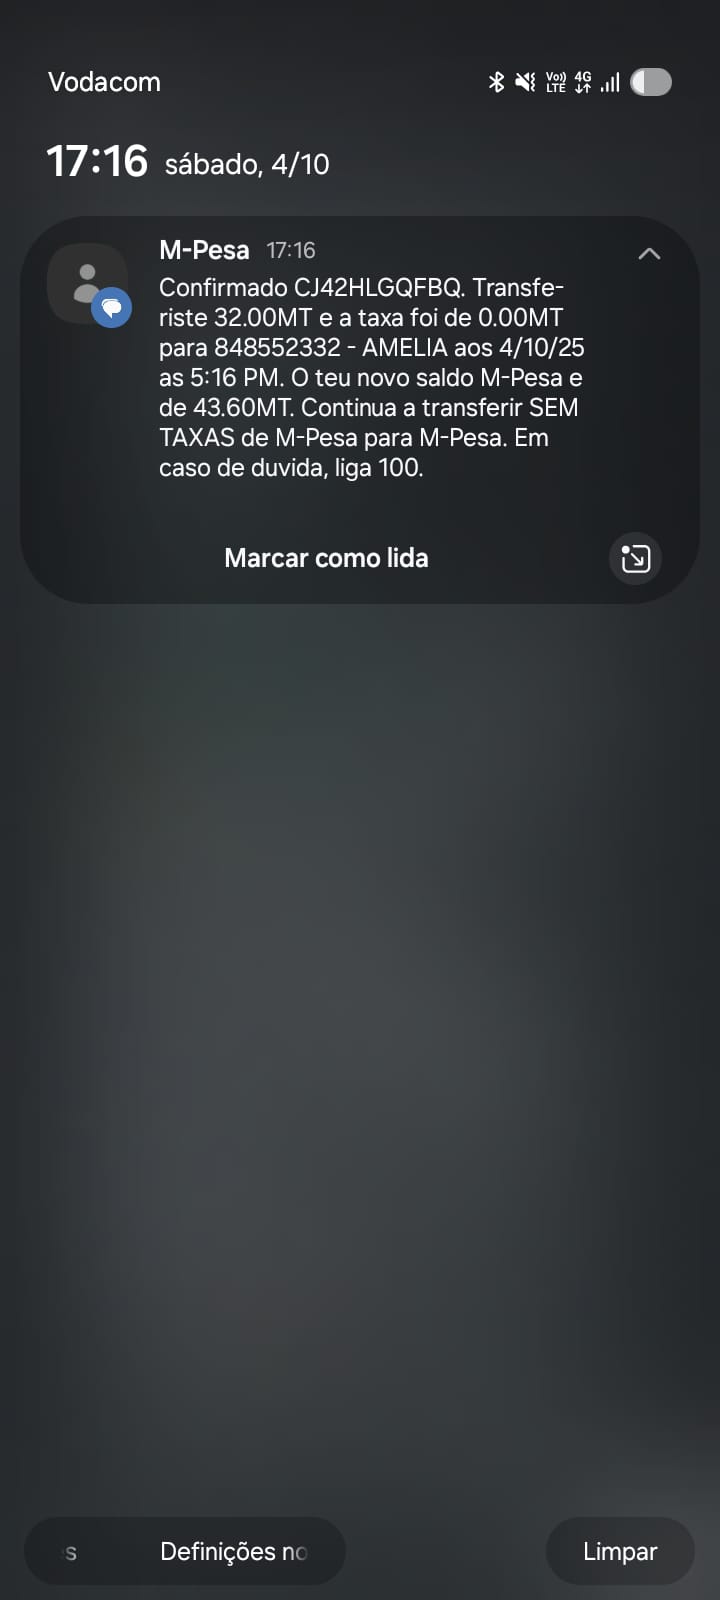 Vodacom
Vo)) LTE 4G
17:16 sábado, 4/10
M-Pesa 17:16
Confirmado CJ42HLGQFBQ. Transfe-
riste 32.00MT e a taxa foi de 0.00MT
para 848552332 - AMELIA aos 4/10/25
as 5:16 PM. O teu novo saldo M-Pesa e
de 43.60MT. Continua a transferir SEM
TAXAS de M-Pesa para M-Pesa. Em
caso de duvida, liga 100.
Marcar como lida
s Definições no Limpar